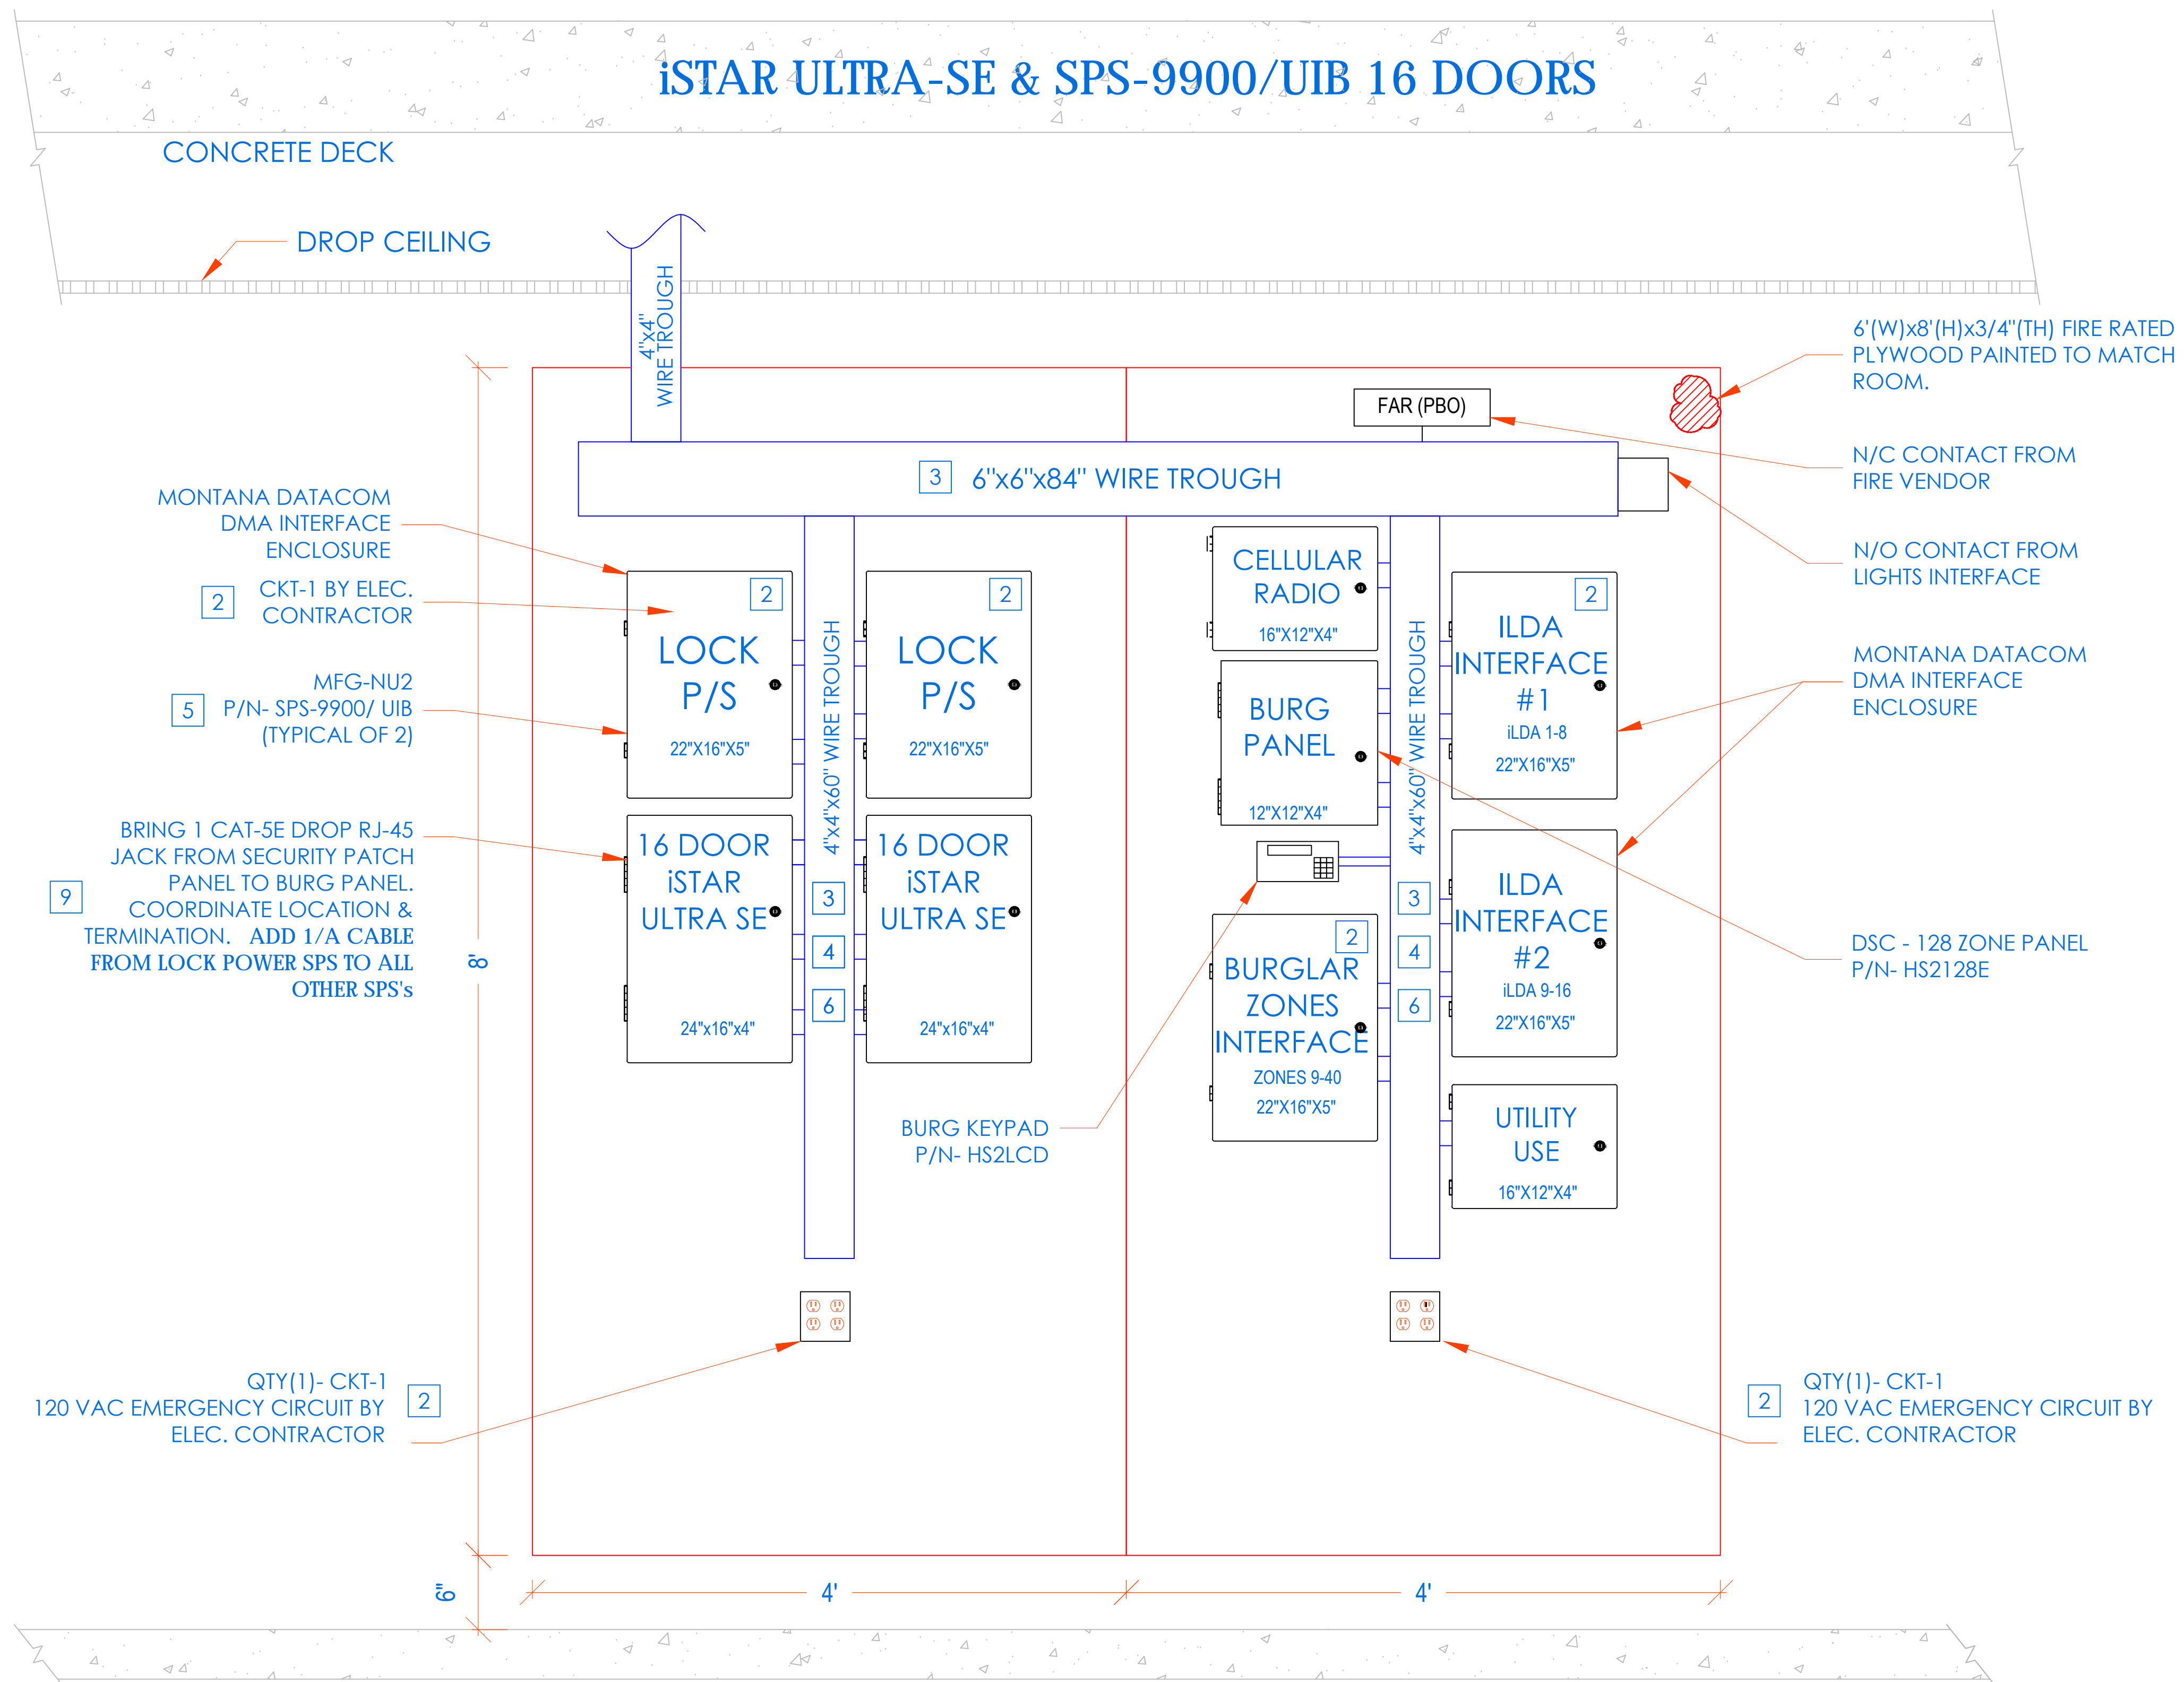 iSTAR ULTRA-SE & SPS-9900/UIB 16 DOORS
CONCRETE DECK
DROP CEILING
4"x4"
WIRE TROUGH
6'(W)x8'(H)x3/4"(TH) FIRE RATED
PLYWOOD PAINTED TO MATCH
ROOM.
FAR (PBO)
N/C CONTACT FROM
FIRE VENDOR
3 6"x6"x84" WIRE TROUGH
N/O CONTACT FROM
LIGHTS INTERFACE
MONTANA DATACOM
DMA INTERFACE
ENCLOSURE
2 CKT-1 BY ELEC.
CONTRACTOR
MFG-NU2
5 P/N- SPS-9900/ UIB
(TYPICAL OF 2)
BRING 1 CAT-5E DROP RJ-45
JACK FROM SECURITY PATCH
PANEL TO BURG PANEL.
9 COORDINATE LOCATION &
TERMINATION. ADD 1/A CABLE
FROM LOCK POWER SPS TO ALL
OTHER SPS's
2
LOCK
P/S
22"X16"X5"
2
LOCK
P/S
22"X16"X5"
16 DOOR
iSTAR
ULTRA SE
24"x16"x4"
16 DOOR
iSTAR
ULTRA SE
24"x16"x4"
4"x4"x60" WIRE TROUGH
3
4
6
CELLULAR
RADIO
16"X12"X4"
BURG
PANEL
12"X12"X4"
2
BURGLAR
ZONES
INTERFACE
ZONES 9-40
22"X16"X5"
4"x4"x60" WIRE TROUGH
3
4
6
2
ILDA
INTERFACE
#1
iLDA 1-8
22"X16"X5"
ILDA
INTERFACE
#2
iLDA 9-16
22"X16"X5"
UTILITY
USE
16"X12"X4"
MONTANA DATACOM
DMA INTERFACE
ENCLOSURE
DSC - 128 ZONE PANEL
P/N- HS2128E
BURG KEYPAD
P/N- HS2LCD
8'
QTY(1)- CKT-1
120 VAC EMERGENCY CIRCUIT BY 2
ELEC. CONTRACTOR
QTY(1)- CKT-1
2 120 VAC EMERGENCY CIRCUIT BY
ELEC. CONTRACTOR
6"
4'
4'